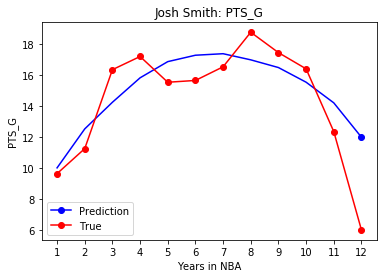 Josh Smith: PTS_G
PTS_G
18
16
14
12
10
8
6
Prediction
True
1 2 3 4 5 6 7 8 9 10 11 12
Years in NBA